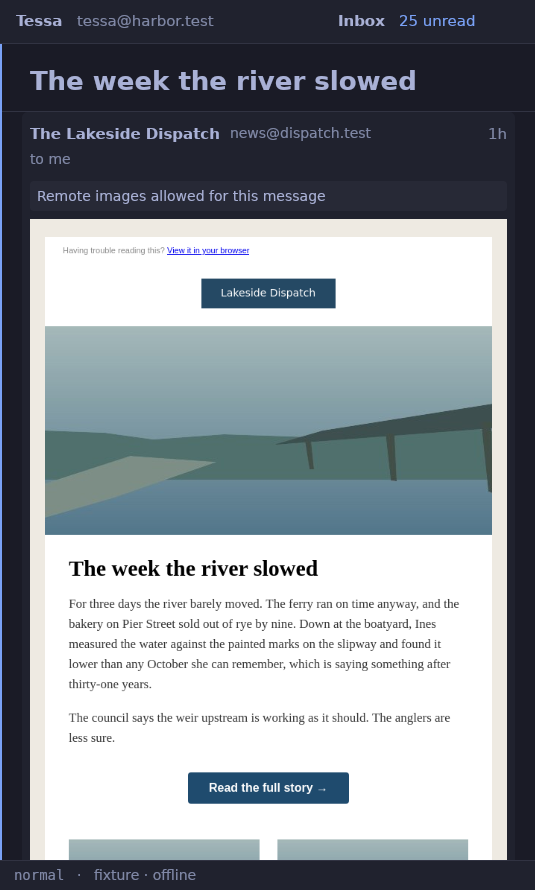 Tessa tessa@harbor.test Inbox 25 unread
The week the river slowed
The Lakeside Dispatch news@dispatch.test 1h
to me
Remote images allowed for this message
Having trouble reading this? View it in your browser
Lakeside Dispatch
The week the river slowed
For three days the river barely moved. The ferry ran on time anyway, and the
bakery on Pier Street sold out of rye by nine. Down at the boatyard, Ines
measured the water against the painted marks on the slipway and found it
lower than any October she can remember, which is saying something after
thirty-one years.
The council says the weir upstream is working as it should. The anglers are
less sure.
Read the full story →
normal · fixture · offline